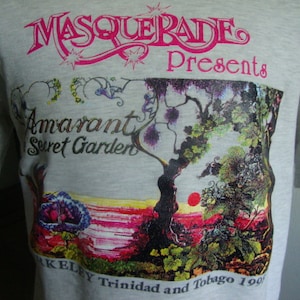 MASQUERADE
Presents
Amarant
Secret Garden
Trinidad and Tobago